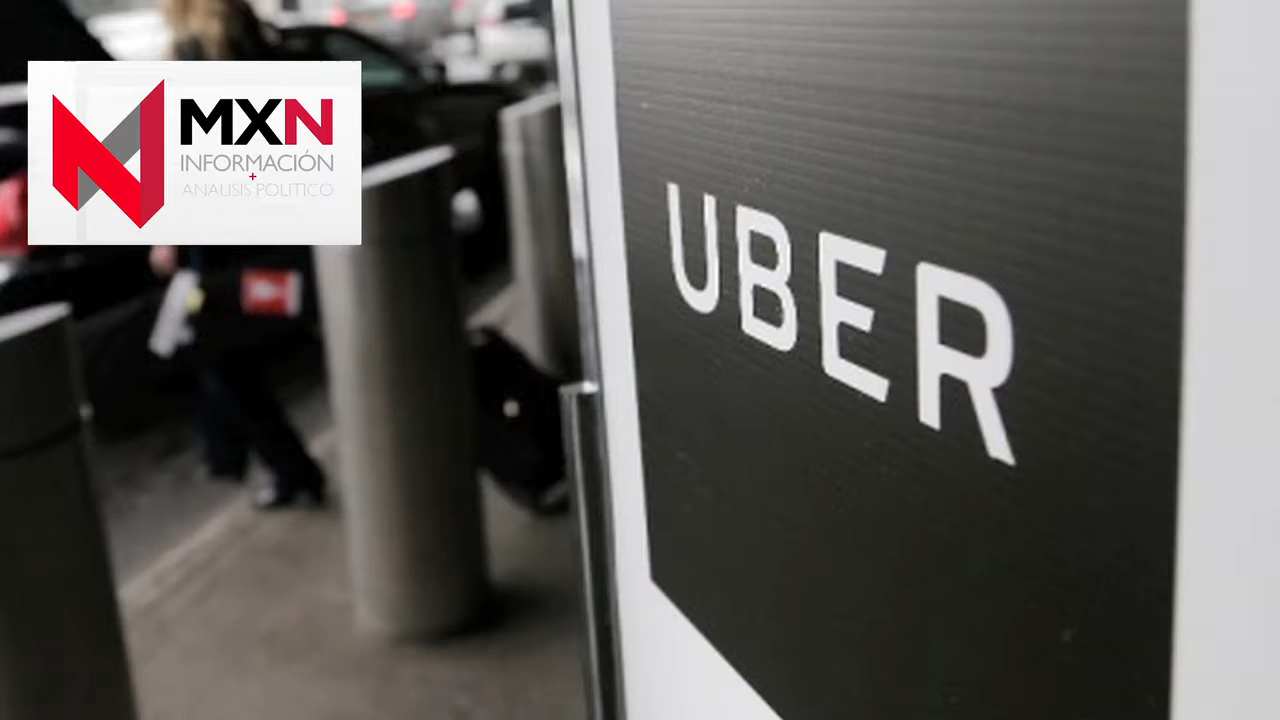 MXN
INFORMACIÓN
+
ANALISIS POLITICO
UBER